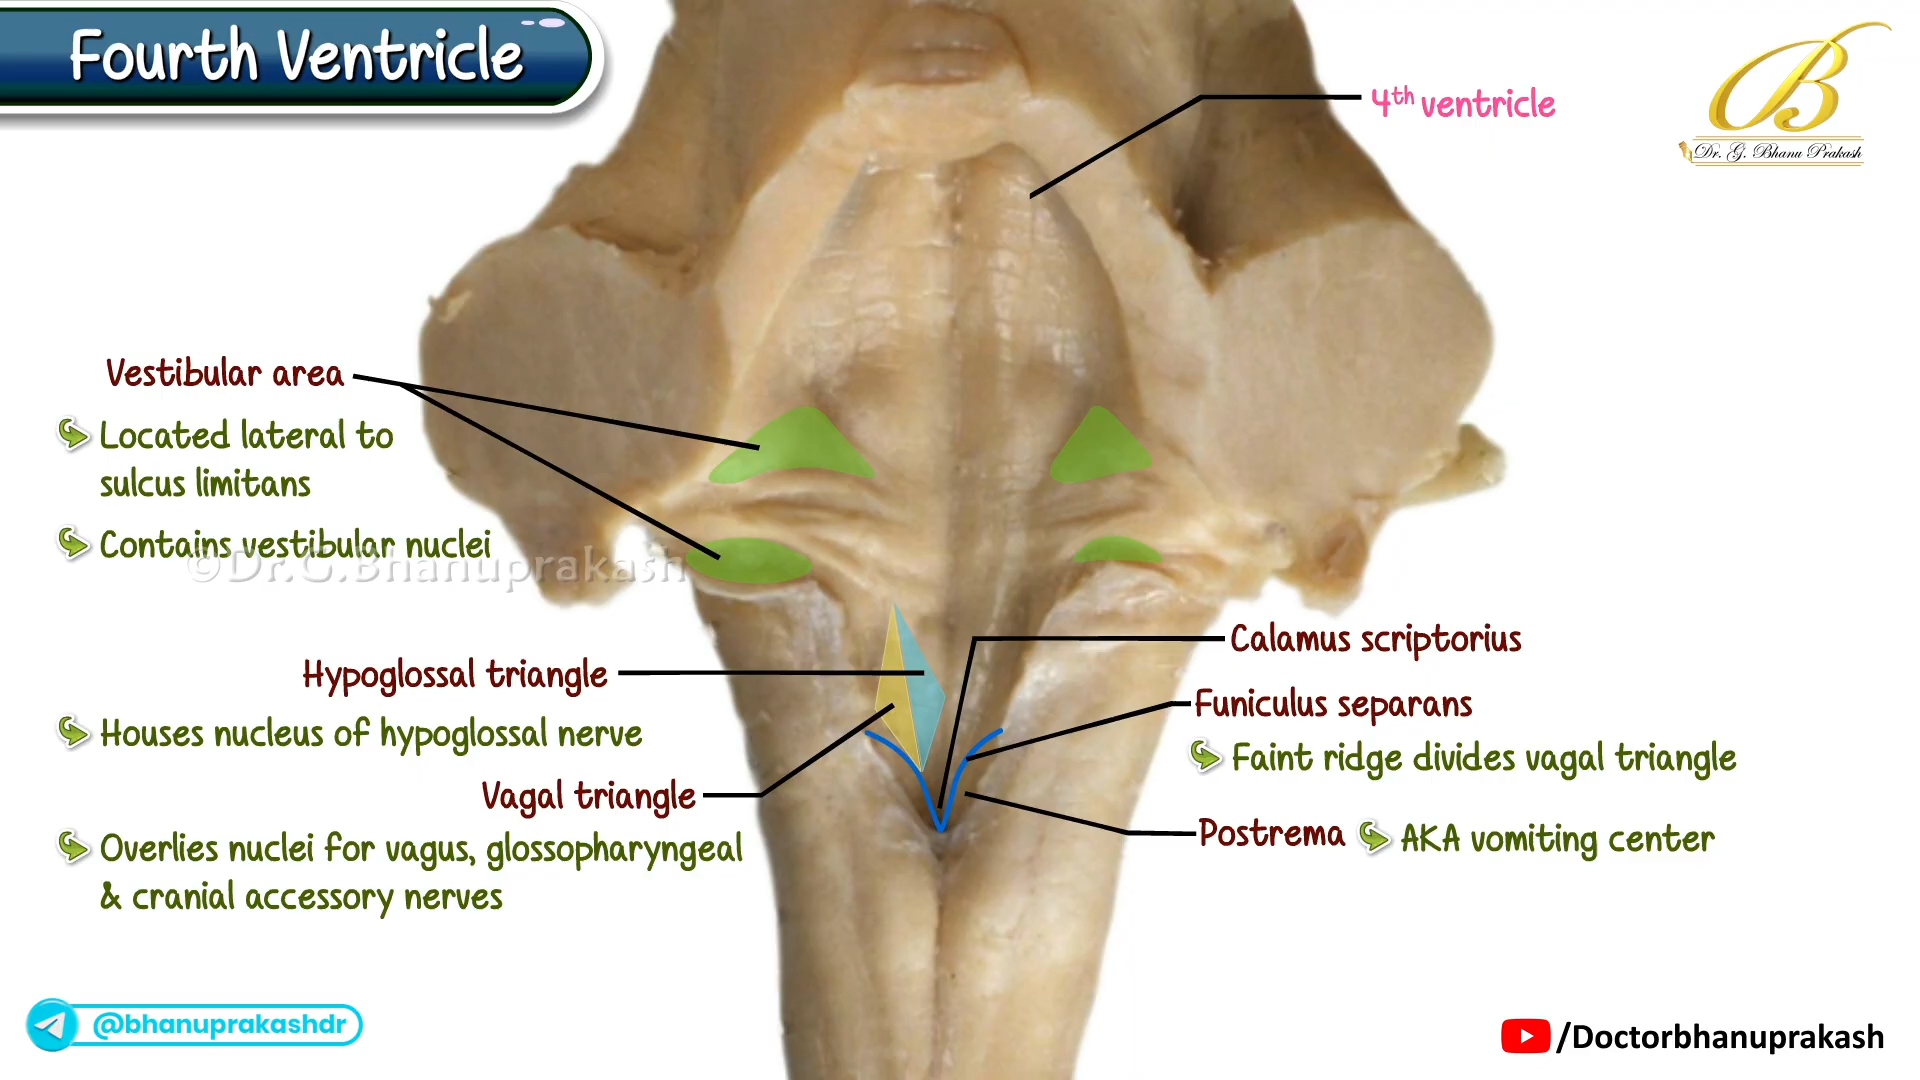 Fourth Ventricle
4th ventricle
B
Dr. G. Bhanu Prakash
Vestibular area
Located lateral to
sulcus limitans
Contains vestibular nuclei
©Dr.G.Bhanuprakash
Hypoglossal triangle
Houses nucleus of hypoglossal nerve
Vagal triangle
Overlies nuclei for vagus, glossopharyngeal
& cranial accessory nerves
Calamus scriptorius
Funiculus separans
Faint ridge divides vagal triangle
Postrema AKA vomiting center
@bhanuprakashdr
/Doctorbhanuprakash